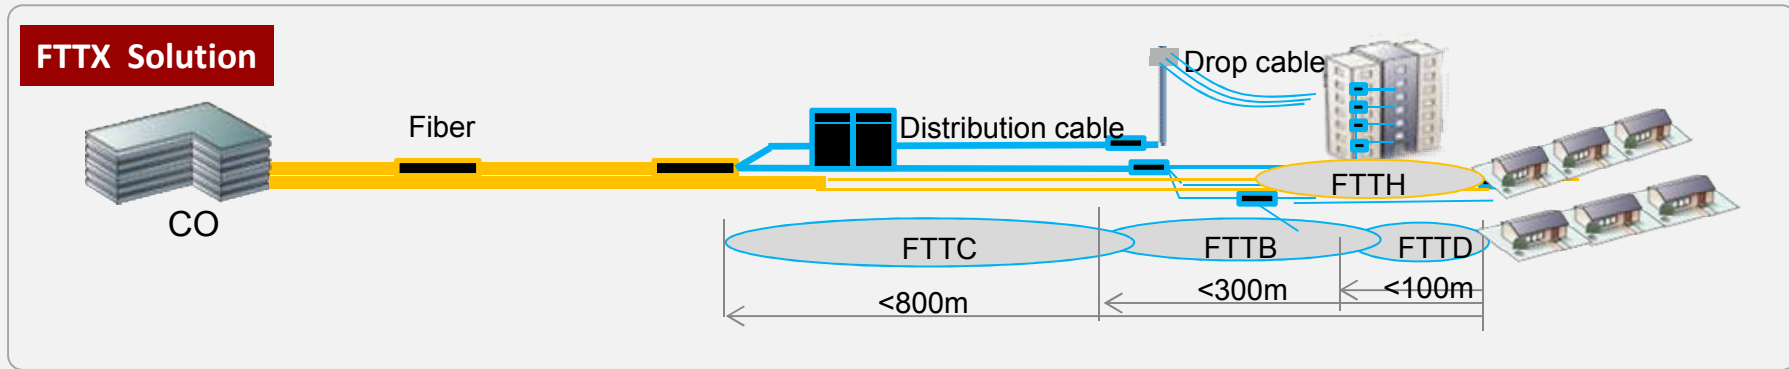 FTTX Solution
Drop cable
Fiber
Distribution cable
FTTH
CO
FTTC
FTTB
FTTD
<800m
<300m
<100m